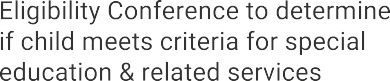 Eligibility Conference to determine
if child meets criteria for special
education & related services